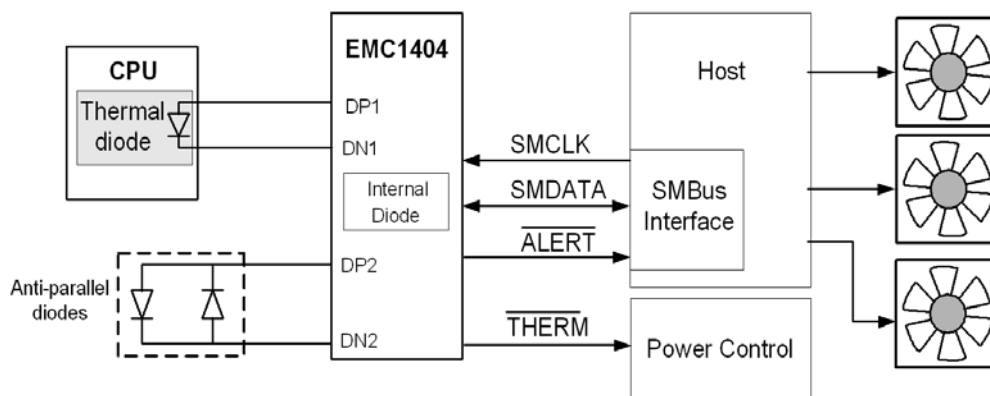 CPU
Thermal
diode
EMC1404
DP1
DN1
Internal
Diode
DP2
DN2
Anti-parallel
diodes
SMCLK
SMDATA
ALERT
THERM
Host
SMBus
Interface
Power Control